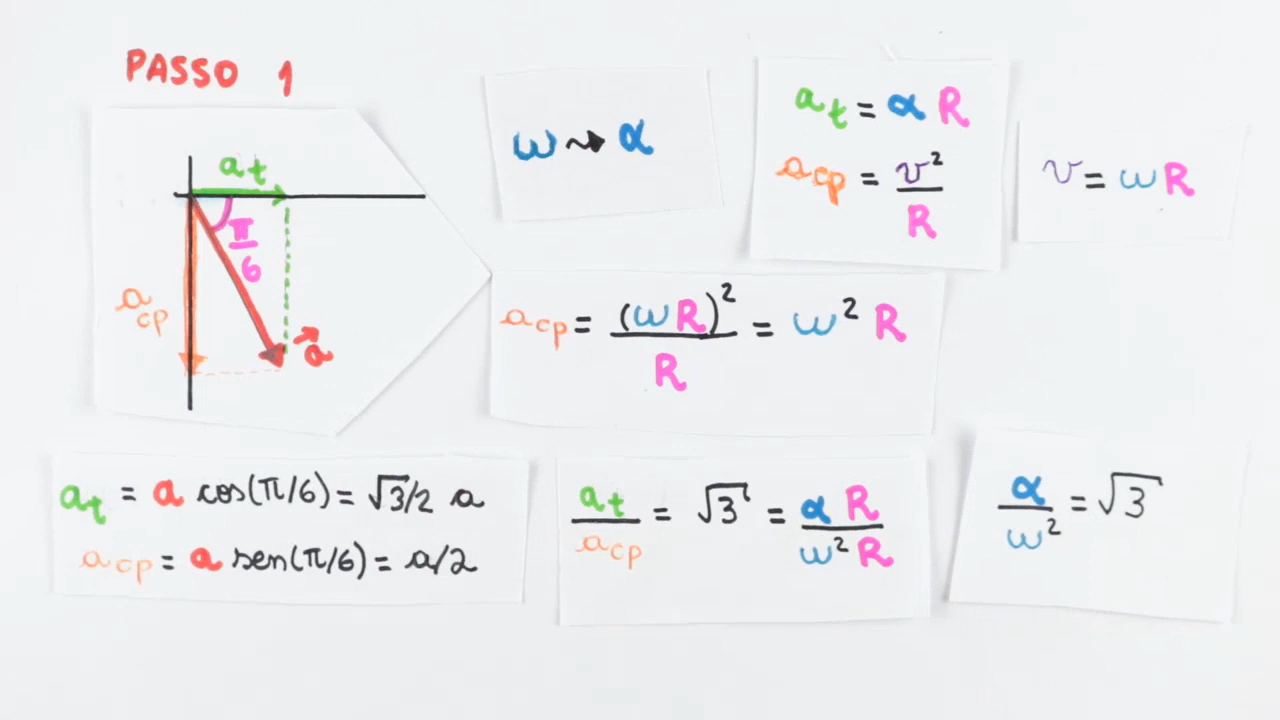 PASSO 1
a_t
π/6
a_cp
→a
ω ⇝ α
a_t = α R
a_cp = v²/R
v = ω R
a_cp = (ω R)²/R = ω² R
a_t = a cos(π/6) = √3/2 a
a_cp = a sen(π/6) = a/2
a_t/a_cp = √3 = α R/ω² R
α/ω² = √3